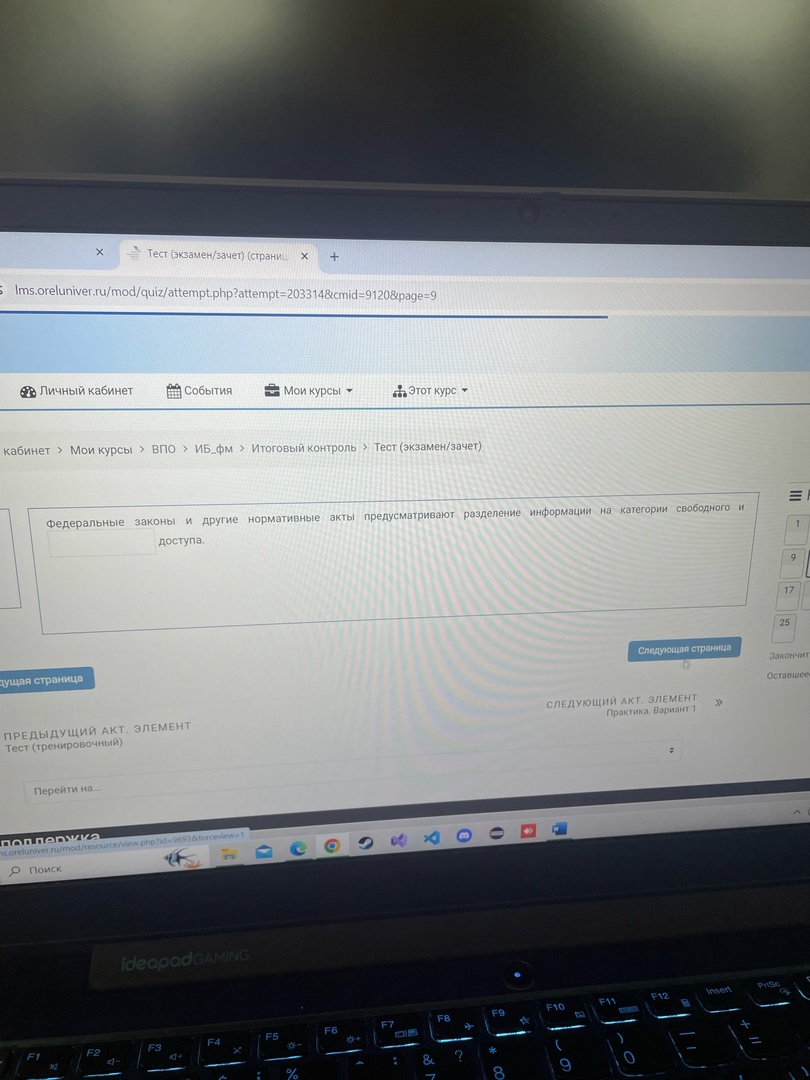 Тест (экзамен/зачет) (страни
lms.oreluniver.ru/mod/quiz/attempt.php?attempt=203314&cmid=9120&page=9
Личный кабинет События Мои курсы Этот курс
кабинет > Мои курсы > ВПО > ИБ_фм > Итоговый контроль > Тест (экзамен/зачет)
Федеральные законы и другие нормативные акты предусматривают разделение информации на категории свободного и
доступа.
1
9
17
25
Закончит
Оставшее
Следующая страница
дущая страница
СЛЕДУЮЩИЙ АКТ. ЭЛЕМЕНТ
Практика. Вариант 1
ПРЕДЫДУЩИЙ АКТ. ЭЛЕМЕНТ
Тест (тренировочный)
Перейти на...
поддержка
ms.oreluniver.ru/mod/resource/view.php?id=9693&forceview=1
Поиск
ideapad GAMING
F1 F2 F3 F4 F5 F6 F7 F8 F9 F10 F11 F12 Insert PrtSc
% ^ : & ? * ( ) — + =
7 8 9 0